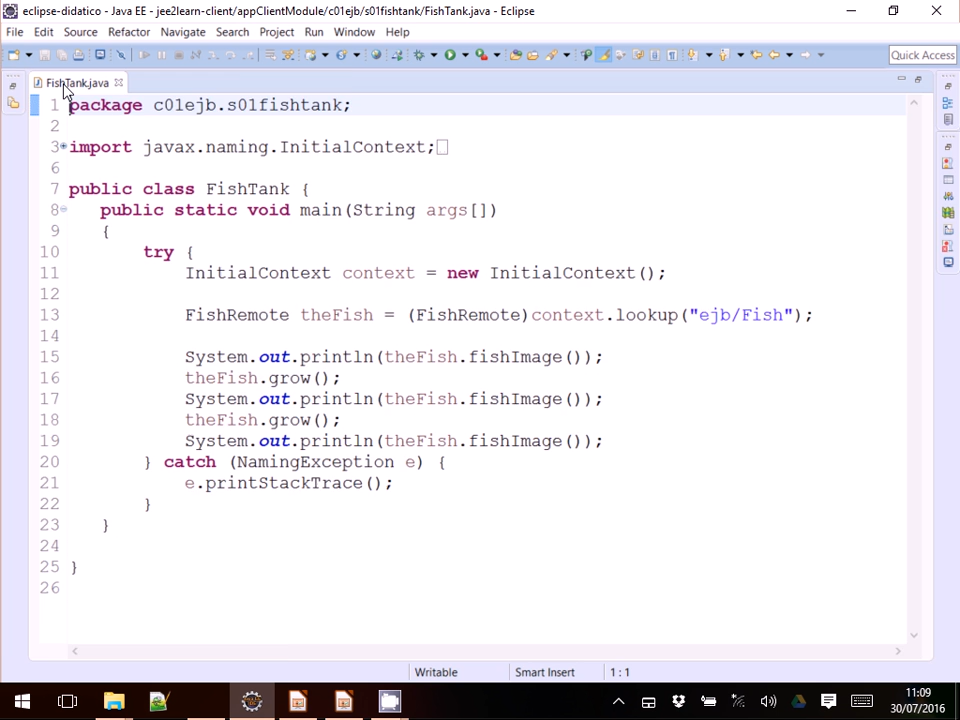 eclipse-didatico - Java EE - jee2learn-client/appClientModule/c01ejb/s01fishtank/FishTank.java - Eclipse
File Edit Source Refactor Navigate Search Project Run Window Help
Quick Access
FishTank.java
1 package c01ejb.s01fishtank;
2
3 import javax.naming.InitialContext;
6
7 public class FishTank {
8 public static void main(String args[])
9 {
10 try {
11 InitialContext context = new InitialContext();
12
13 FishRemote theFish = (FishRemote)context.lookup("ejb/Fish");
14
15 System.out.println(theFish.fishImage());
16 theFish.grow();
17 System.out.println(theFish.fishImage());
18 theFish.grow();
19 System.out.println(theFish.fishImage());
20 } catch (NamingException e) {
21 e.printStackTrace();
22 }
23 }
24
25 }
26
Writable Smart Insert 1 : 1
11:09
30/07/2016